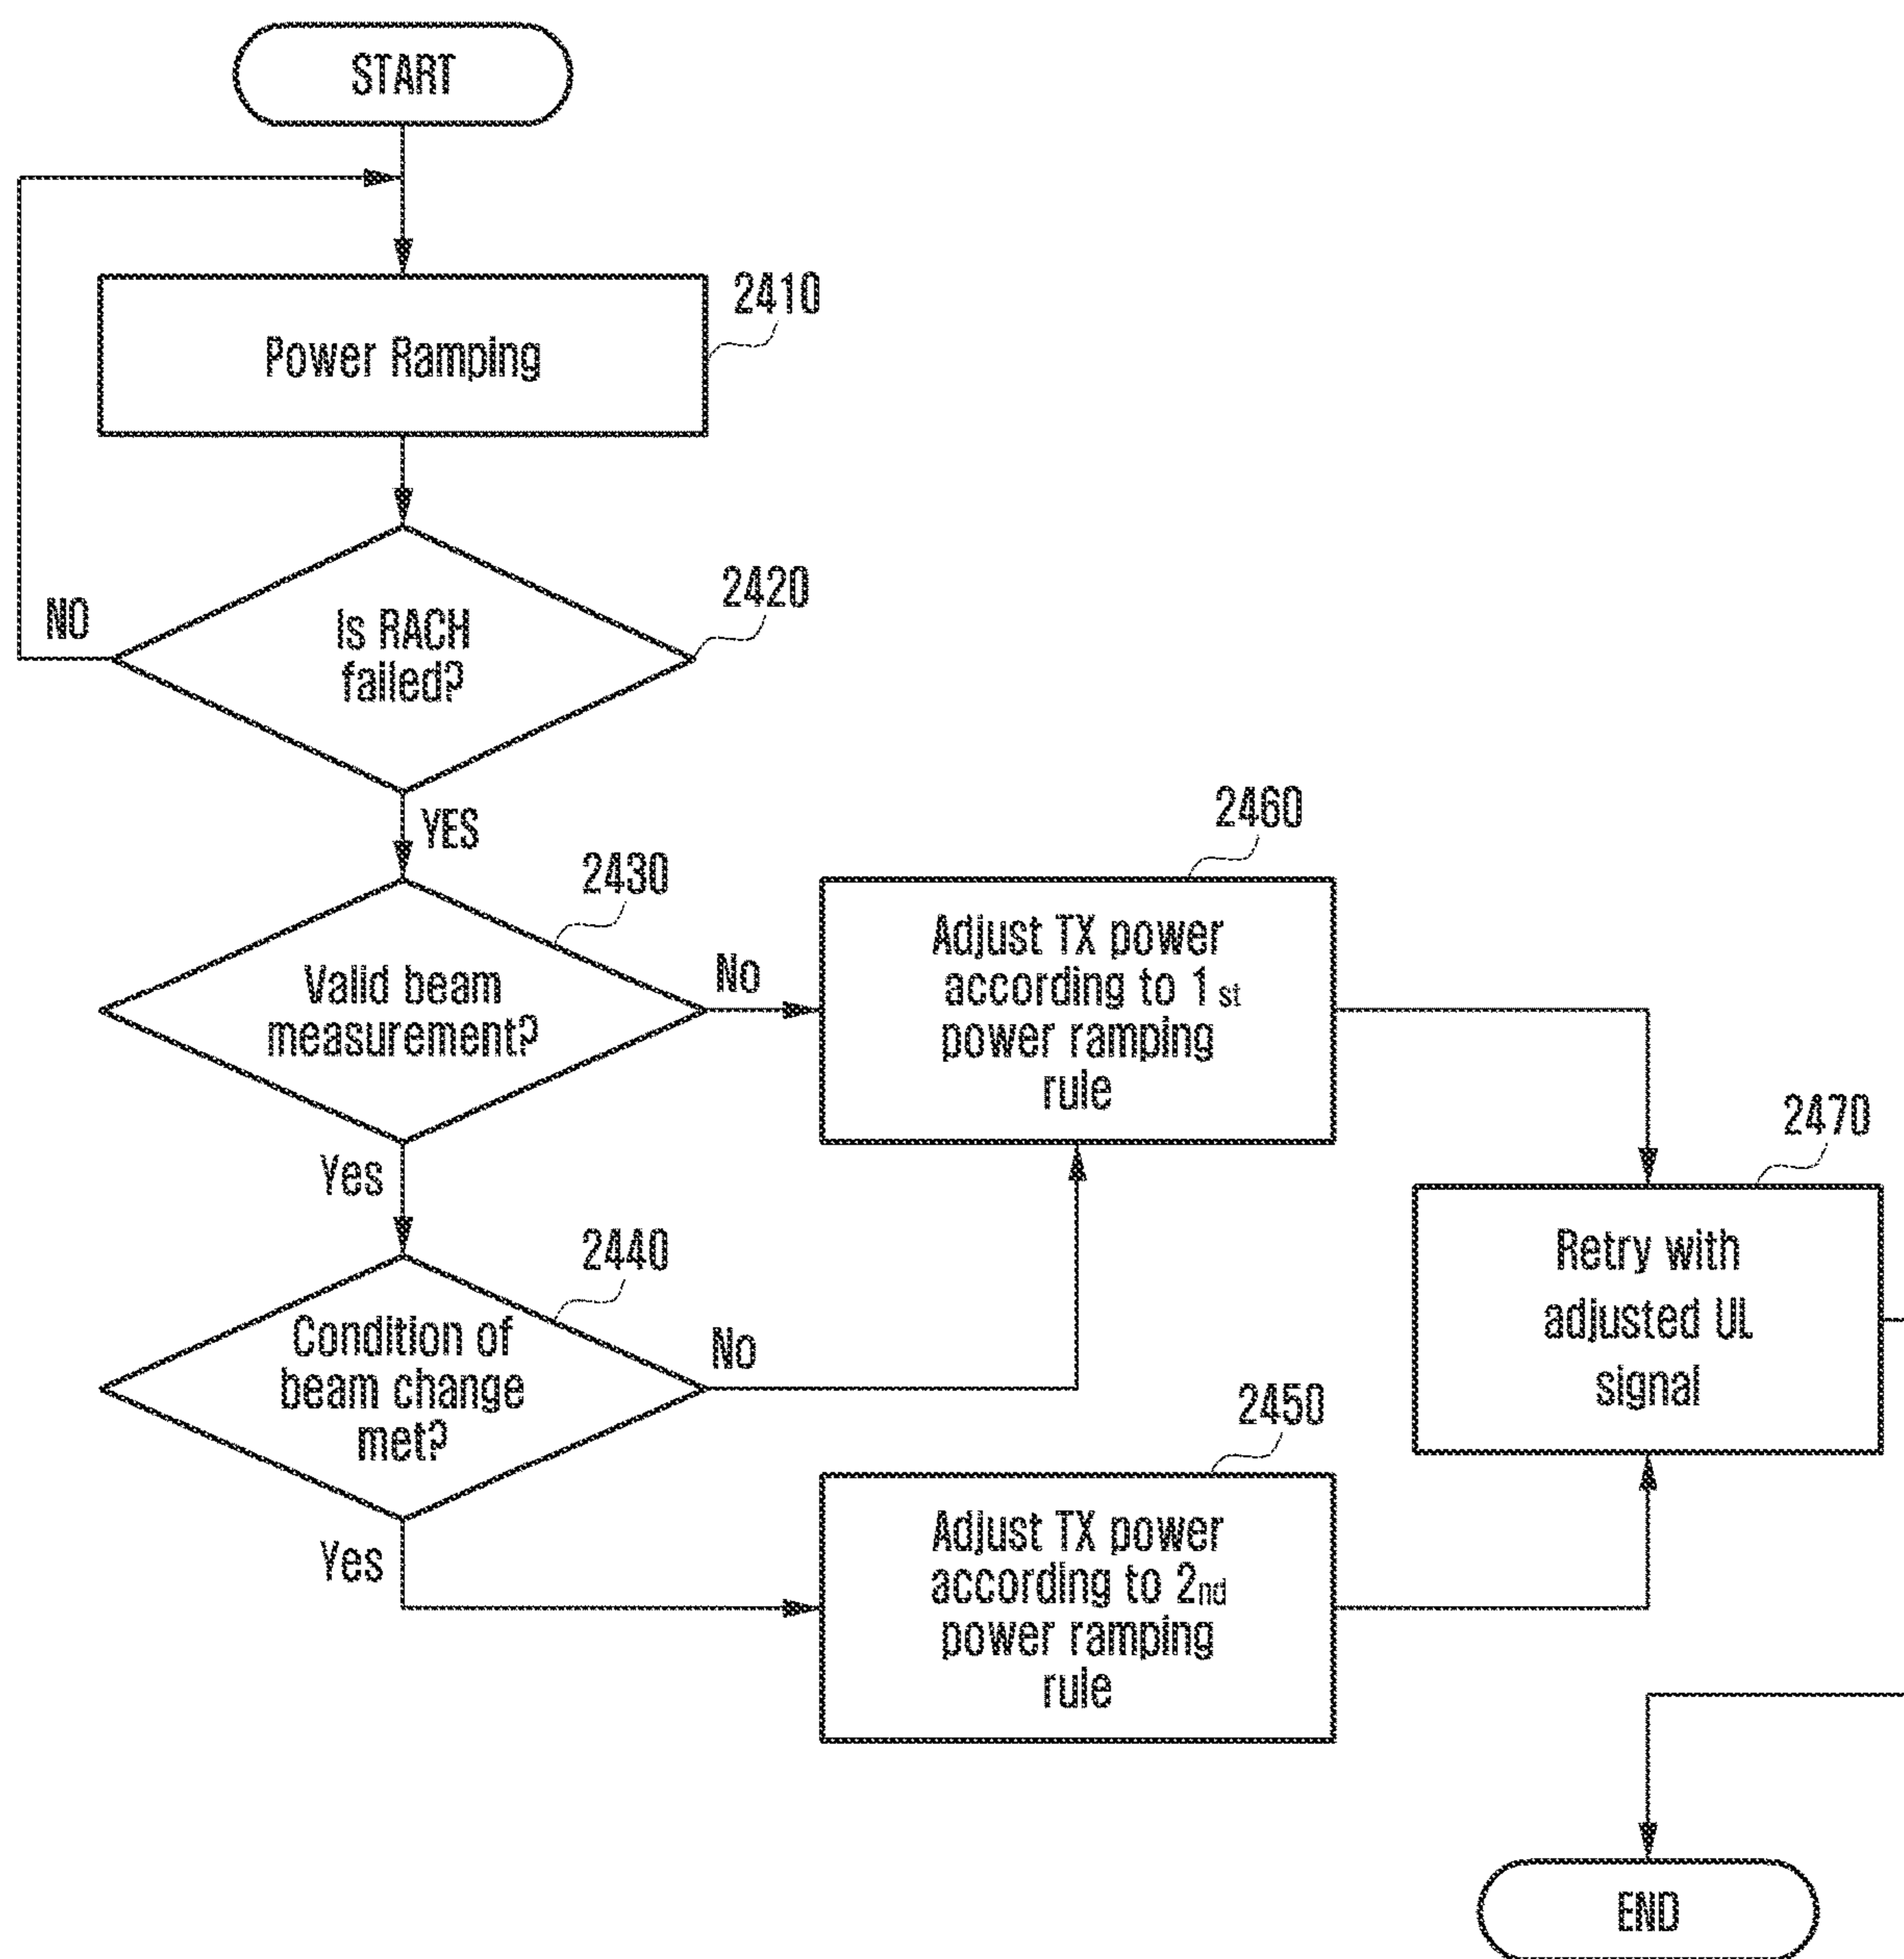 START
2410
Power Ramping
2420
NO
Is RACH
failed?
YES
2430
Valid beam
measurement?
No
2460
Adjust TX power
according to 1 st
power ramping
rule
Yes
2440
Condition of
beam change
met?
No
2470
Retry with
adjusted UL
signal
Yes
2450
Adjust TX power
according to 2nd
power ramping
rule
END